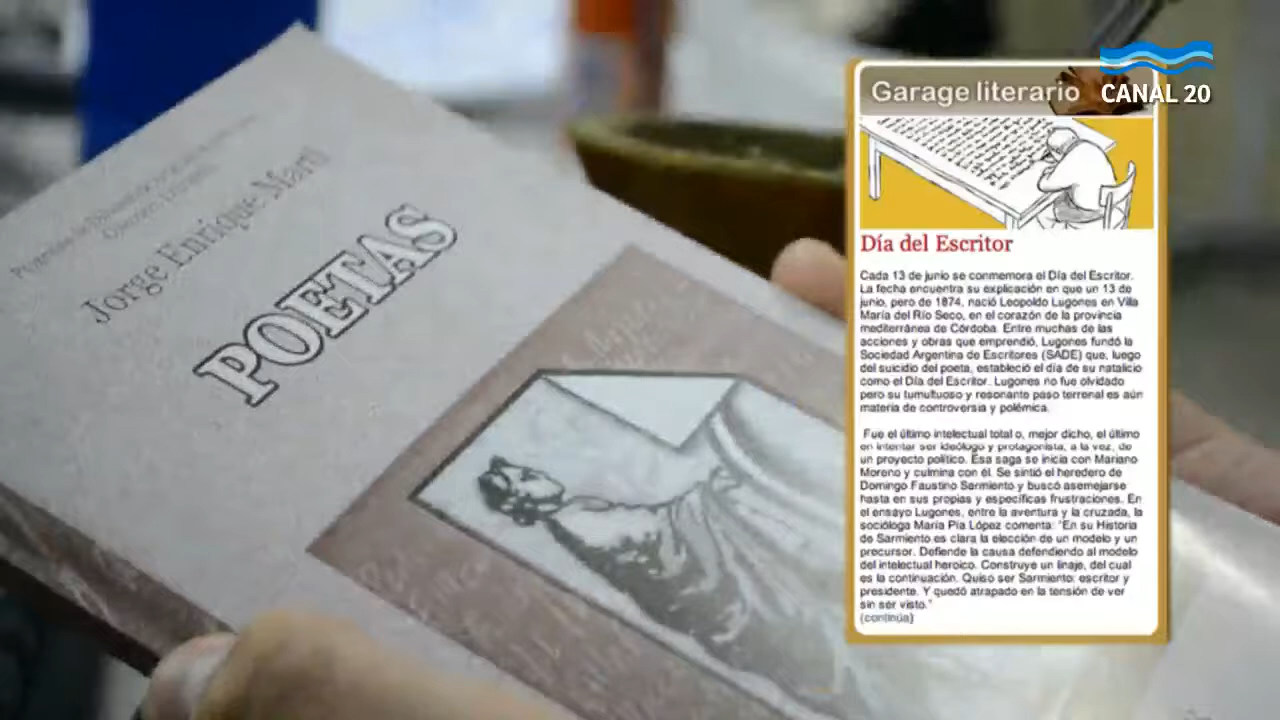 Jorge Enrique Martí
POETAS
CANAL 20
Garage literario
Día del Escritor
Cada 13 de junio se conmemora el Día del Escritor.
La fecha encuentra su explicación en que un 13 de
junio, pero de 1874, nació Leopoldo Lugones en Villa
María del Río Seco, en el corazón de la provincia
mediterránea de Córdoba. Entre muchas de las
acciones y obras que emprendió, Lugones fundó la
Sociedad Argentina de Escritores (SADE) que, luego
del suicidio del poeta, estableció el día de su natalicio
como el Día del Escritor. Lugones no fue olvidado
pero su tumultuoso y resonante paso terrenal es aún
materia de controversia y polémica.
Fue el último intelectual total o, mejor dicho, el último
en intentar ser ideólogo y protagonista, a la vez, de
un proyecto político. Esa saga se inicia con Mariano
Moreno y culmina con él. Se sintió el heredero de
Domingo Faustino Sarmiento y buscó asemejarse
hasta en sus propias y específicas frustraciones. En
el ensayo Lugones, entre la aventura y la cruzada, la
socióloga María Pía López comenta: "En su Historia
de Sarmiento es clara la elección de un modelo y un
precursor. Defiende la causa defendiendo al modelo
del intelectual heroico. Construye un linaje, del cual
es la continuación. Quiso ser Sarmiento: escritor y
presidente. Y quedó atrapado en la tensión de ver
sin ser visto."
(continúa)